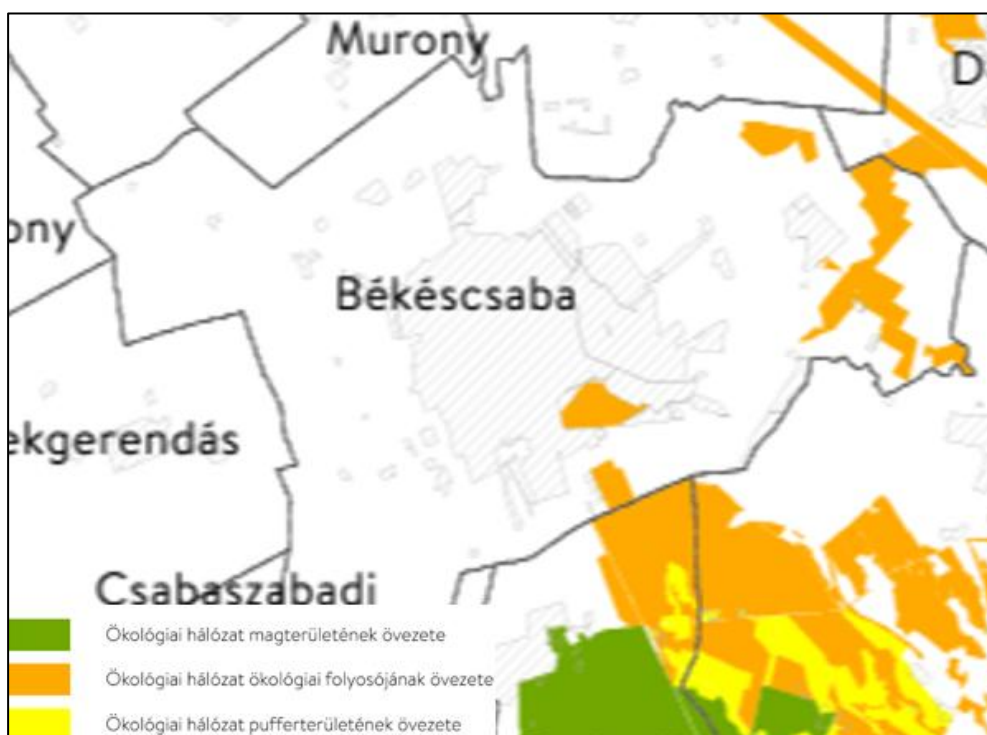 Murony
D
ony
Békéscsaba
ekgerendás
Csabaszabadi
Ökológiai hálózat magterületének övezete
Ökológiai hálózat ökológiai folyosójának övezete
Ökológiai hálózat pufferterületének övezete